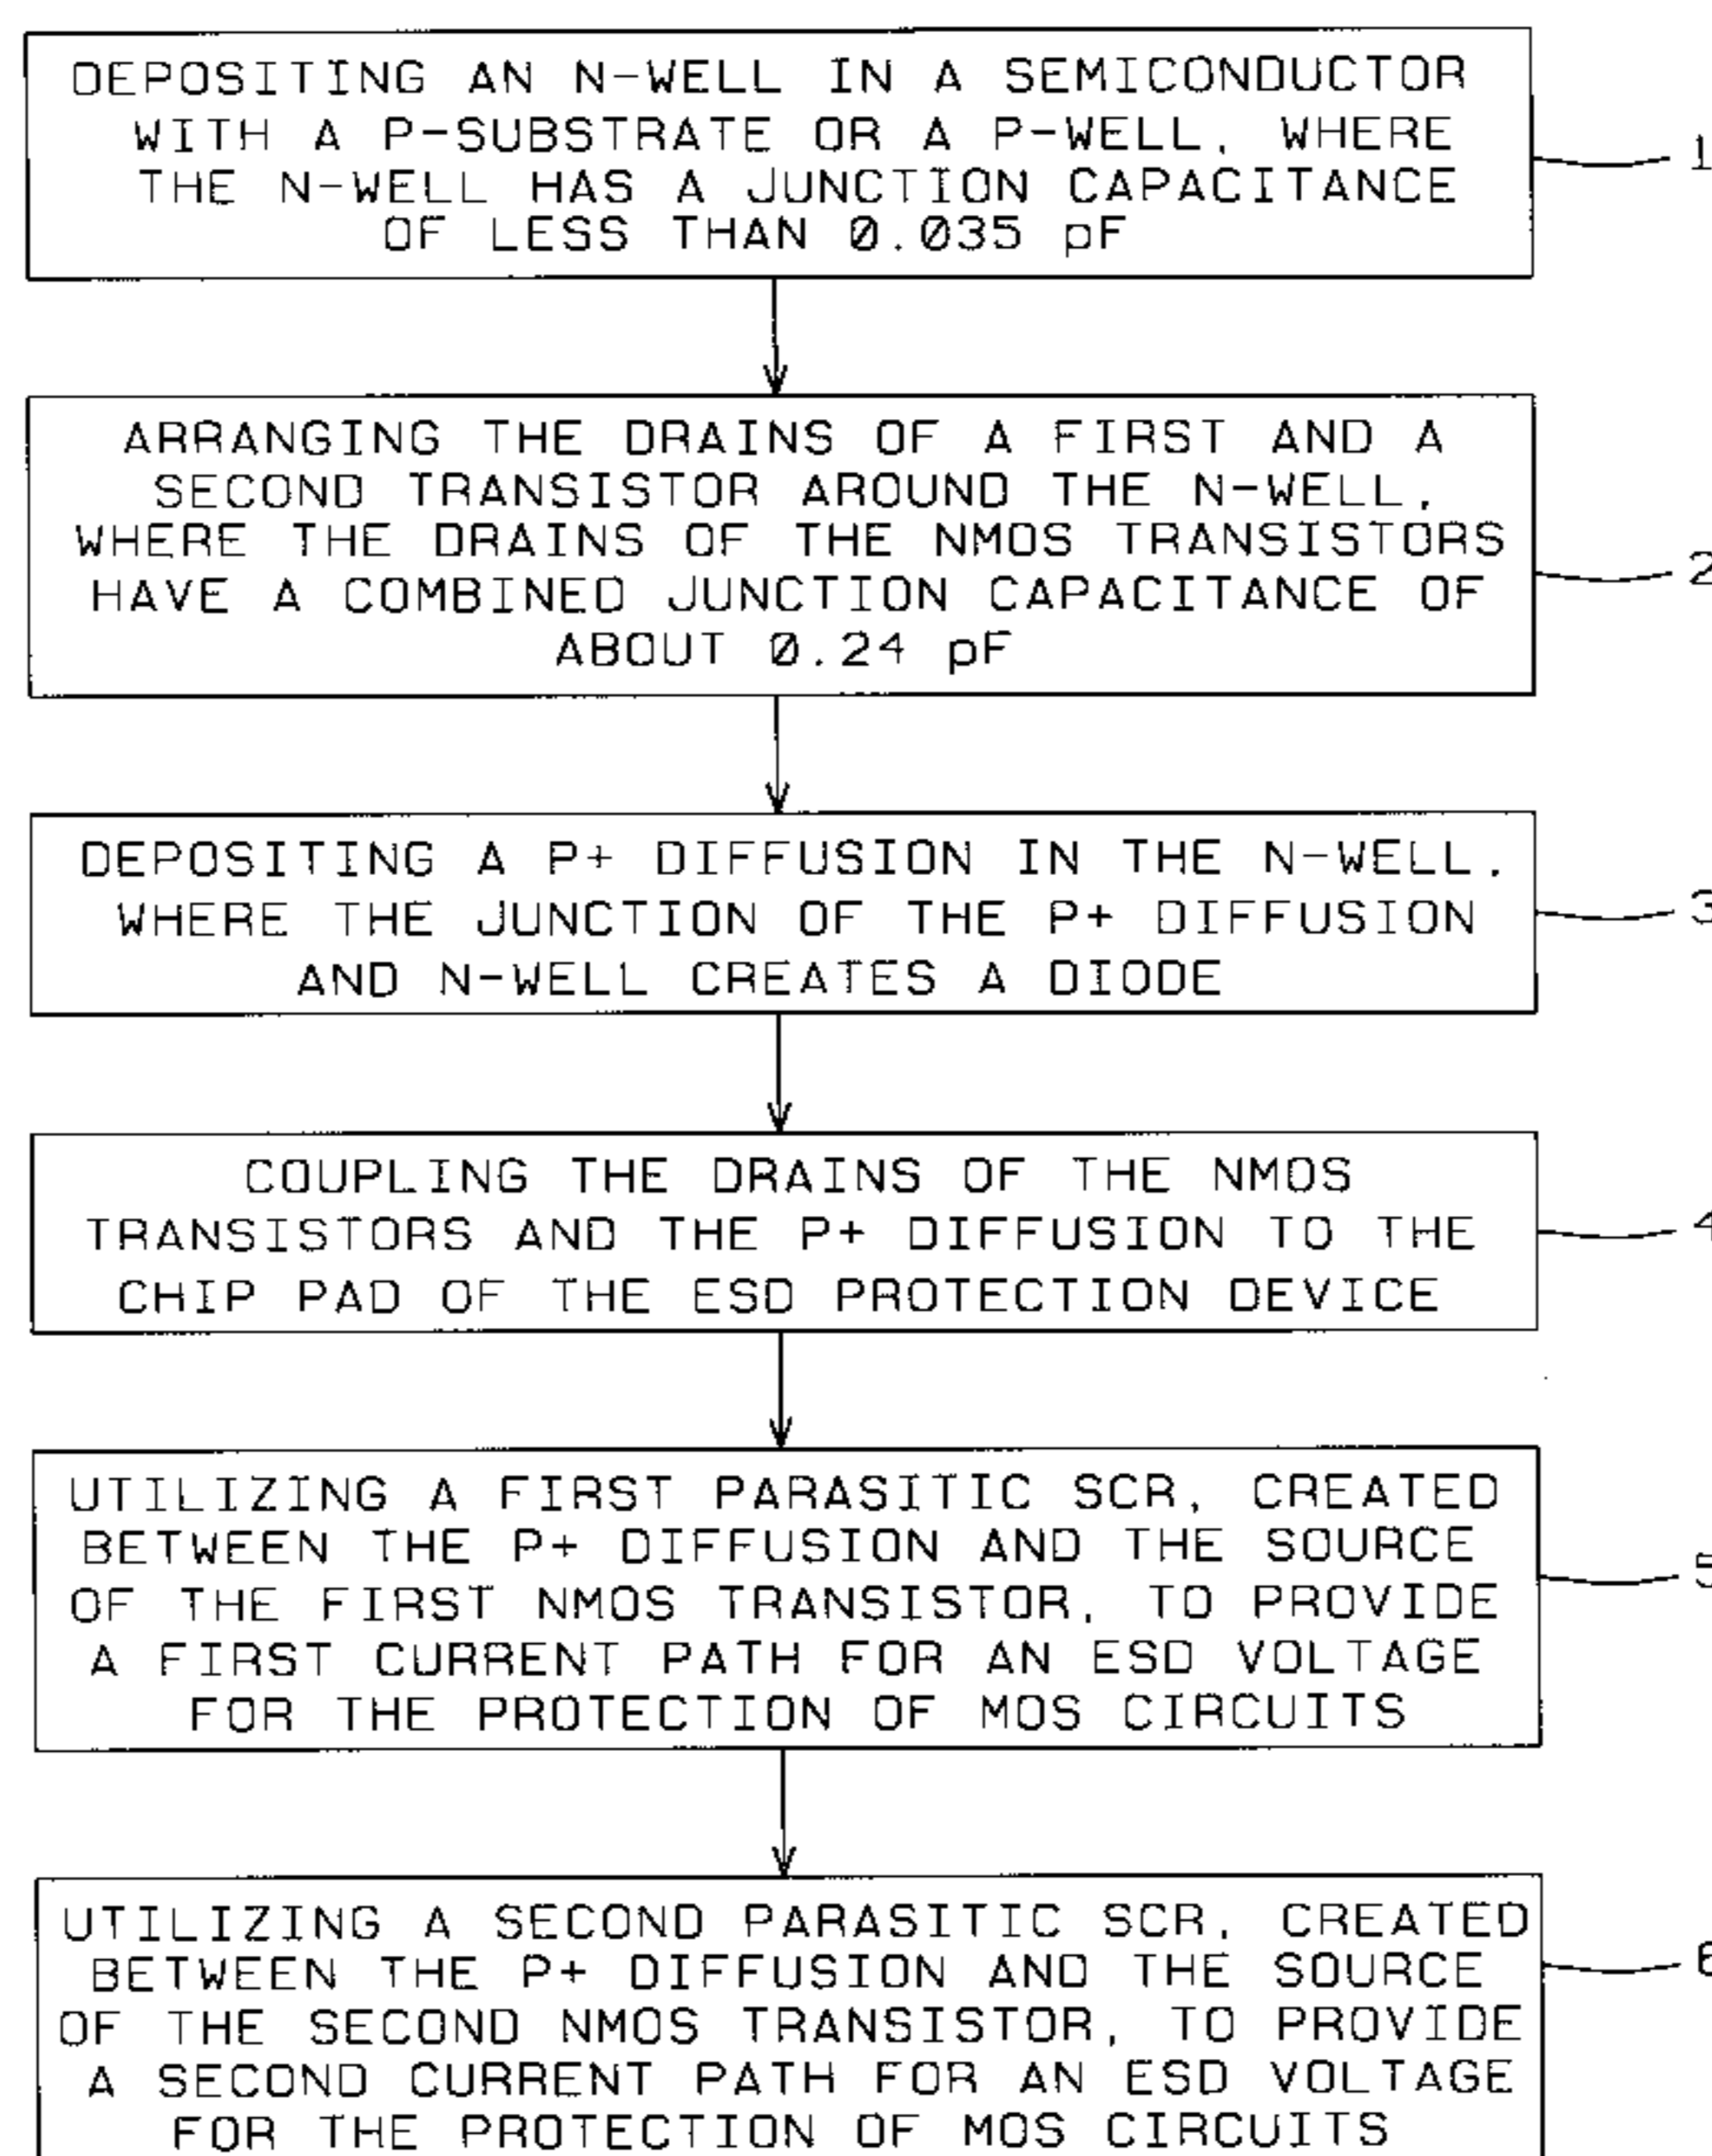 DEPOSITING AN N-WELL IN A SEMICONDUCTOR
WITH A P-SUBSTRATE OR A P-WELL, WHERE
THE N-WELL HAS A JUNCTION CAPACITANCE
OF LESS THAN 0.035 pF
1
ARRANGING THE DRAINS OF A FIRST AND A
SECOND TRANSISTOR AROUND THE N-WELL,
WHERE THE DRAINS OF THE NMOS TRANSISTORS
HAVE A COMBINED JUNCTION CAPACITANCE OF
ABOUT 0.24 pF
2
DEPOSITING A P+ DIFFUSION IN THE N-WELL,
WHERE THE JUNCTION OF THE P+ DIFFUSION
AND N-WELL CREATES A DIODE
3
COUPLING THE DRAINS OF THE NMOS
TRANSISTORS AND THE P+ DIFFUSION TO THE
CHIP PAD OF THE ESD PROTECTION DEVICE
4
UTILIZING A FIRST PARASITIC SCR, CREATED
BETWEEN THE P+ DIFFUSION AND THE SOURCE
OF THE FIRST NMOS TRANSISTOR, TO PROVIDE
A FIRST CURRENT PATH FOR AN ESD VOLTAGE
FOR THE PROTECTION OF MOS CIRCUITS
5
UTILIZING A SECOND PARASITIC SCR, CREATED
BETWEEN THE P+ DIFFUSION AND THE SOURCE
OF THE SECOND NMOS TRANSISTOR, TO PROVIDE
A SECOND CURRENT PATH FOR AN ESD VOLTAGE
FOR THE PROTECTION OF MOS CIRCUITS
6